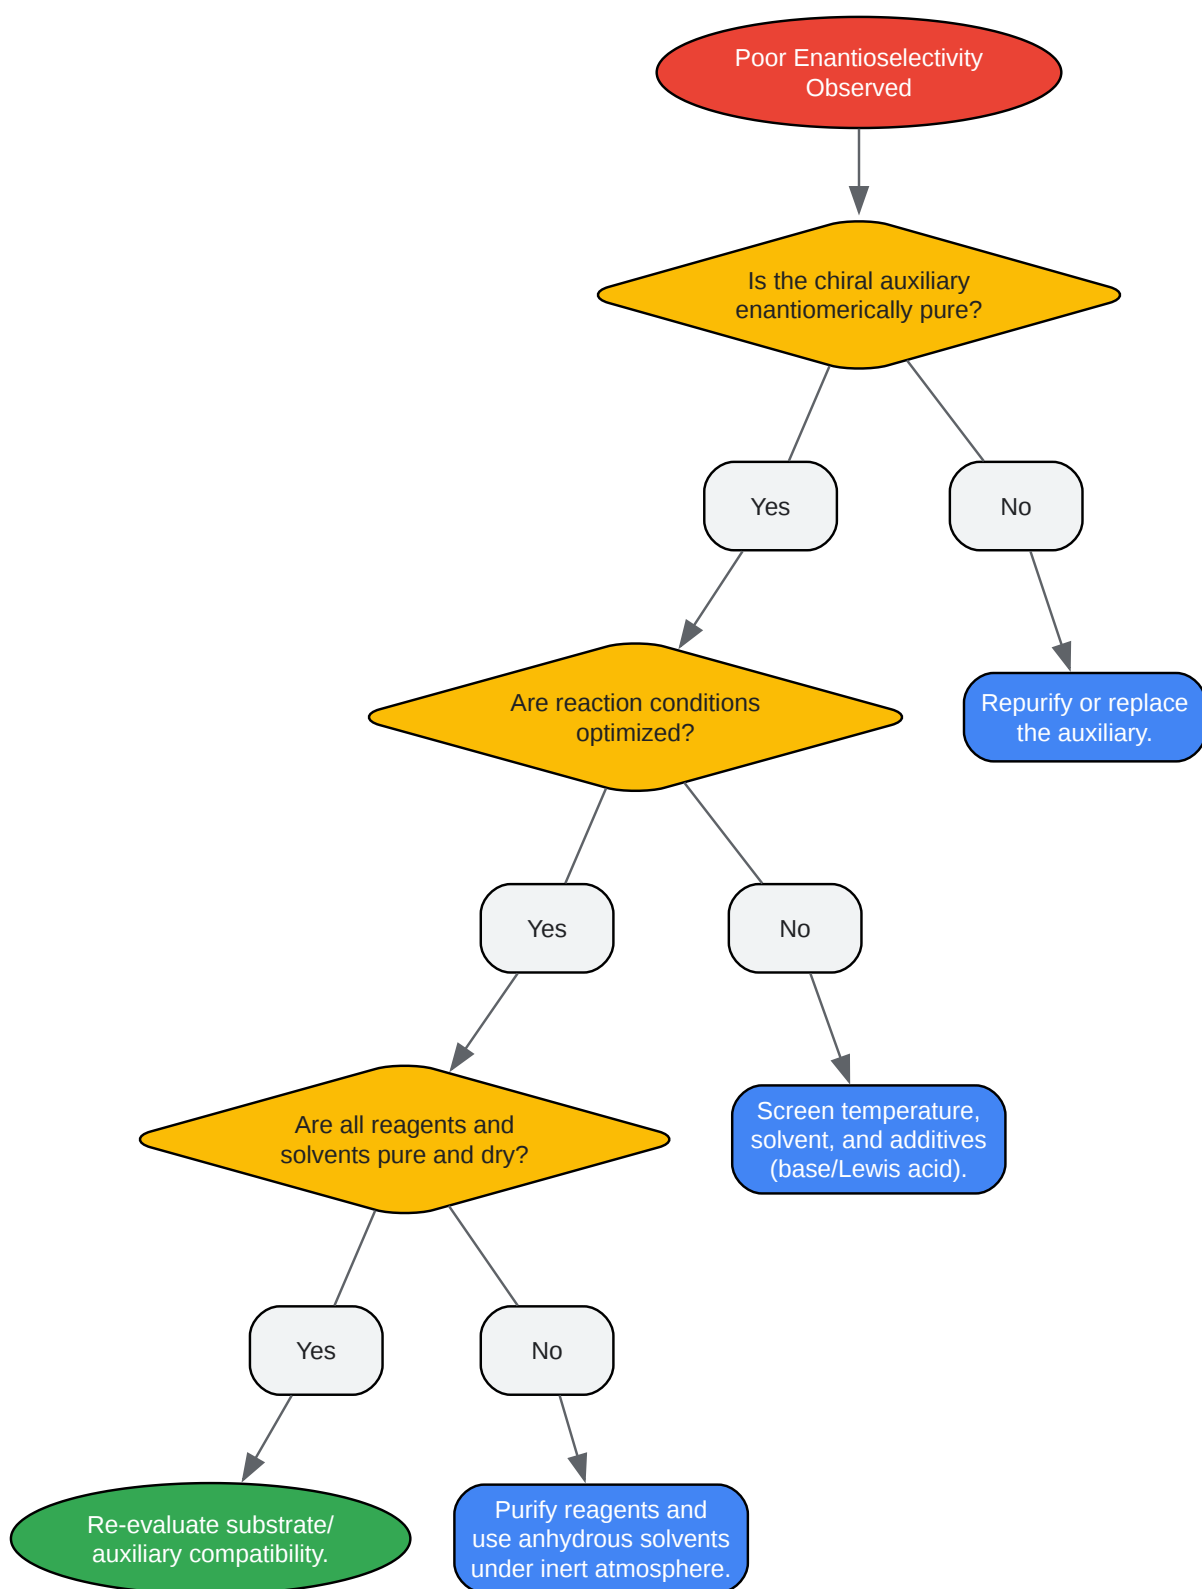 Poor Enantioselectivity
Observed
Is the chiral auxiliary
enantiomerically pure?
Yes
No
Are reaction conditions
optimized?
Repurify or replace
the auxiliary.
Yes
No
Are all reagents and
solvents pure and dry?
Screen temperature,
solvent, and additives
(base/Lewis acid).
Yes
No
Re-evaluate substrate/
auxiliary compatibility.
Purify reagents and
use anhydrous solvents
under inert atmosphere.